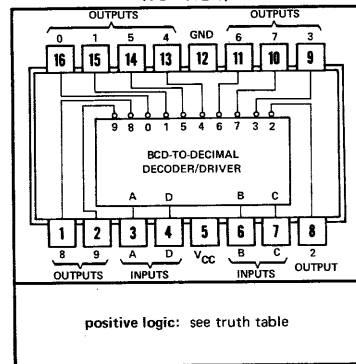 OUTPUTS OUTPUTS
0 1 5 4 GND 6 7 3
16 15 14 13 12 11 10 9
9 8 0 1 5 4 6 7 3 2
BCD-TO-DECIMAL
DECODER/DRIVER
A D B C
1 2 3 4 5 6 7 8
8 9 A D VCC B C 2
OUTPUTS INPUTS INPUTS OUTPUT
positive logic: see truth table